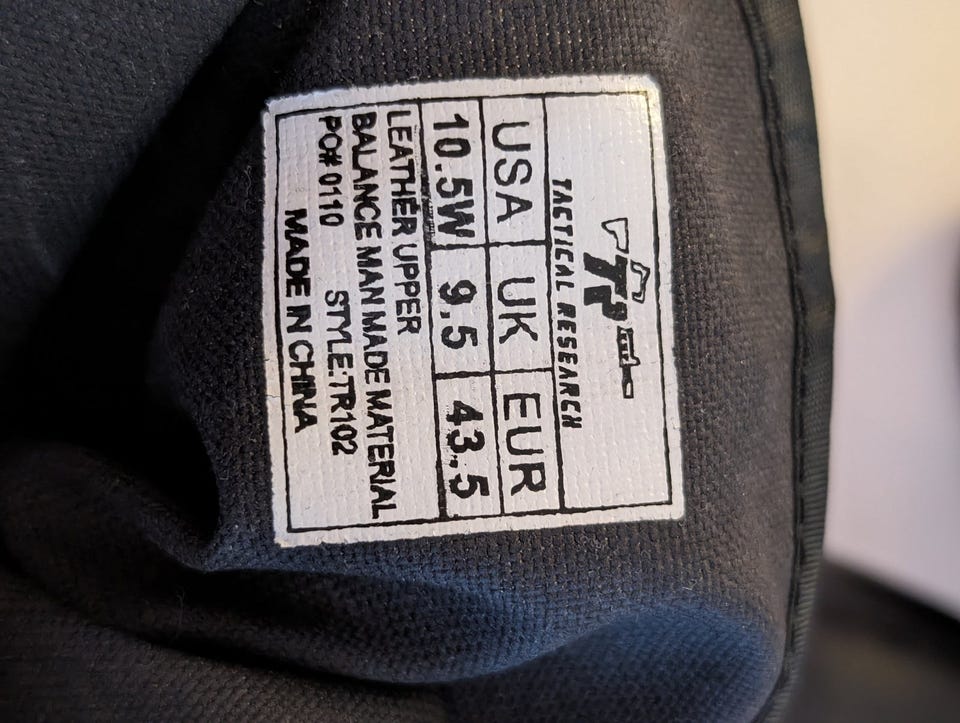 TR
TACTICAL RESEARCH
USA UK EUR
10.5W 9.5 43.5
LEATHER UPPER
BALANCE MAN MADE MATERIAL
PO# 0110 STYLE:TR102
MADE IN CHINA